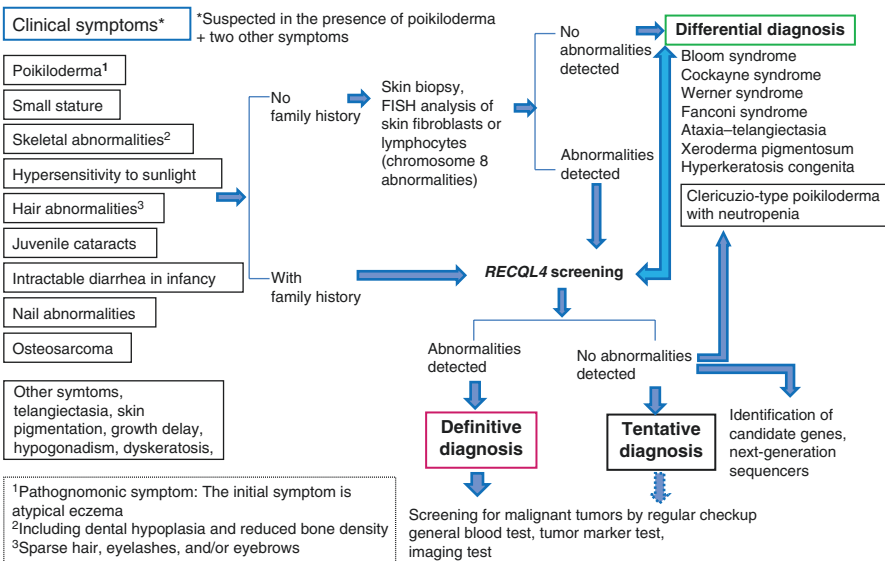 Clinical symptoms*
*Suspected in the presence of poikiloderma
+ two other symptoms
Poikiloderma1
Small stature
Skeletal abnormalities2
Hypersensitivity to sunlight
Hair abnormalities3
Juvenile cataracts
Intractable diarrhea in infancy
Nail abnormalities
Osteosarcoma
Other symtoms,
telangiectasia, skin
pigmentation, growth delay,
hypogonadism, dyskeratosis,
1Pathognomonic symptom: The initial symptom is
atypical eczema
2Including dental hypoplasia and reduced bone density
3Sparse hair, eyelashes, and/or eyebrows
No
family history
With
family history
Skin biopsy,
FISH analysis of
skin fibroblasts or
lymphocytes
(chromosome 8
abnormalities)
No
abnormalities
detected
Abnormalities
detected
Differential diagnosis
Bloom syndrome
Cockayne syndrome
Werner syndrome
Fanconi syndrome
Ataxia–telangiectasia
Xeroderma pigmentosum
Hyperkeratosis congenita
Clericuzio-type poikiloderma
with neutropenia
RECQL4 screening
Abnormalities
detected
No abnormalities
detected
Definitive
diagnosis
Tentative
diagnosis
Identification of
candidate genes,
next-generation
sequencers
Screening for malignant tumors by regular checkup
general blood test, tumor marker test,
imaging test